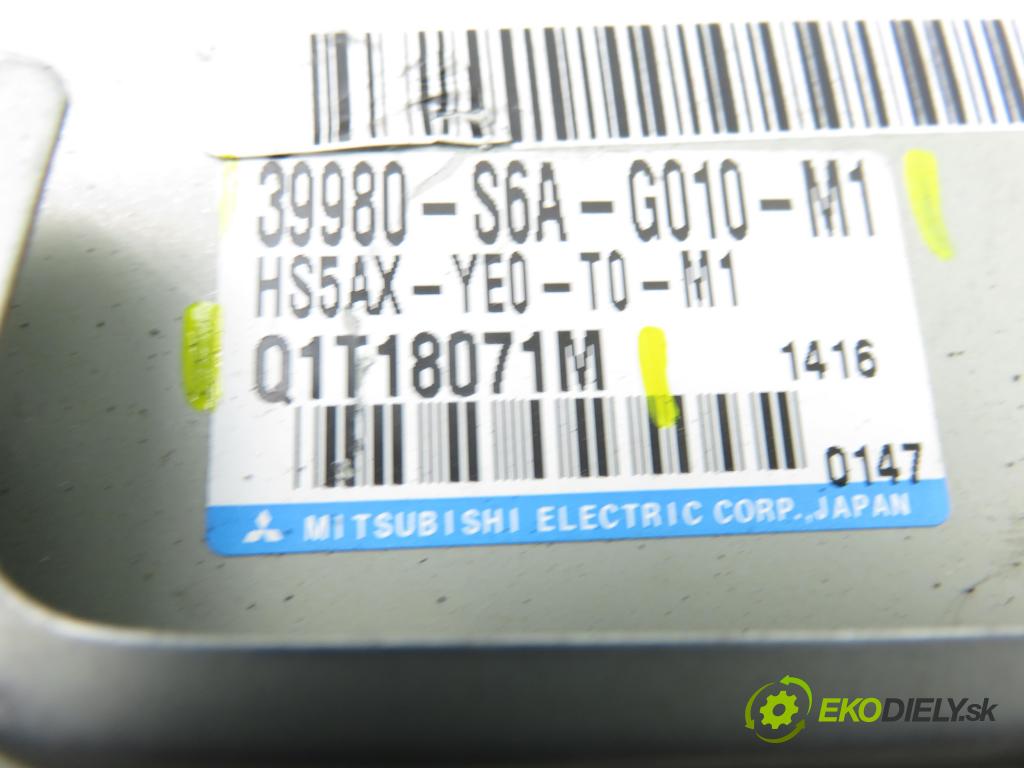 39980-S6A-G010-M1
HS5AX-YE0-T0-M1
Q1T18071M 1416
0147
MITSUBISHI ELECTRIC CORP., JAPAN
EKODIELY.sk